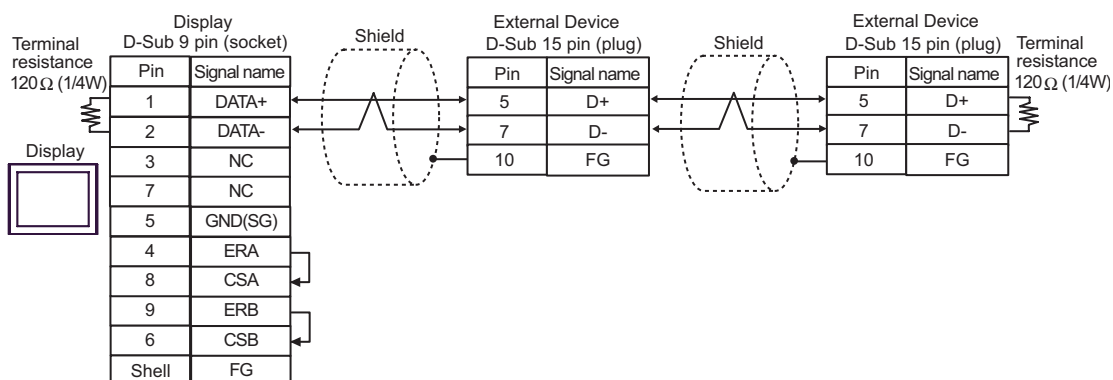 Display
D-Sub 9 pin (socket)
Terminal
resistance
120Ω (1/4W)
Display
Pin Signal name
1 DATA+
2 DATA-
3 NC
7 NC
5 GND(SG)
4 ERA
8 CSA
9 ERB
6 CSB
Shell FG
Shield
External Device
D-Sub 15 pin (plug)
Pin Signal name
5 D+
7 D-
10 FG
Shield
External Device
D-Sub 15 pin (plug)
Pin Signal name
5 D+
7 D-
10 FG
Terminal
resistance
120Ω (1/4W)